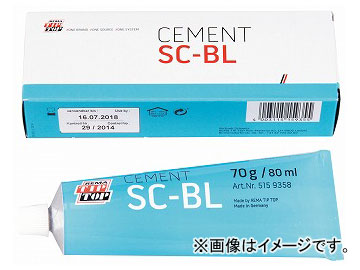 CEMENT
SC-BL
REMA
TIP
TOP
16.07.2018
29 / 2014
CEMENT
SC-BL
70g / 80 ml
Art.Nr. 515 9358
Made by REMA TIP TOP
Made in Germany
REMA
TIP
TOP
※画像はイメージです。